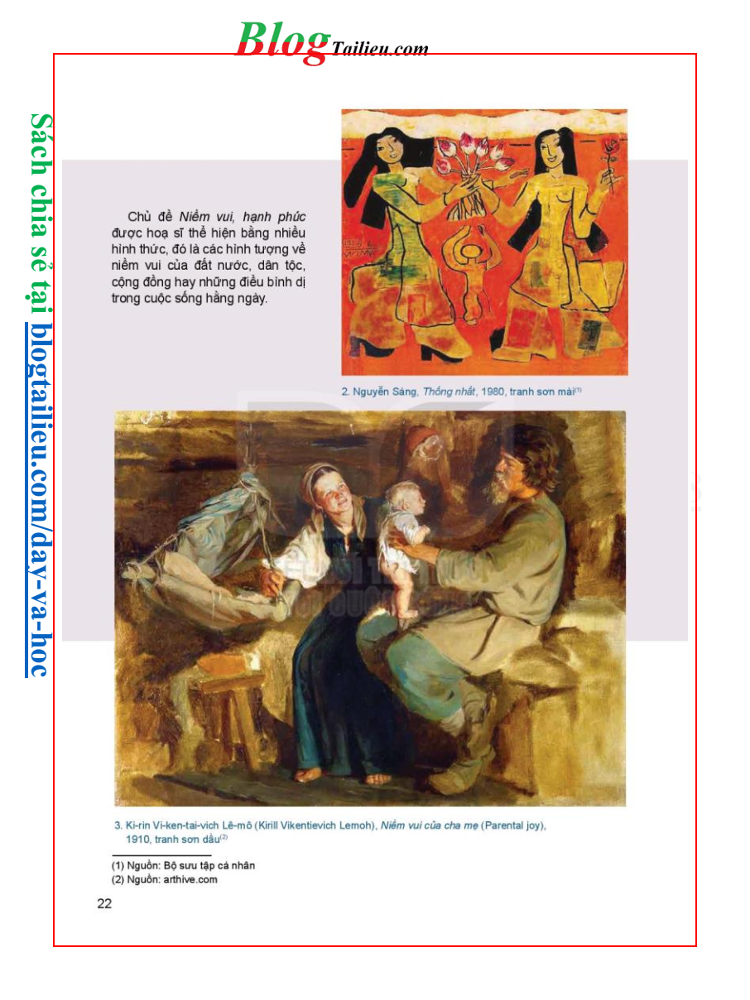 Blog Tailieu.com
Sách chia sẻ tại blogtailieu.com/day-va-hoc
Chủ đề Niềm vui, hạnh phúc
được hoạ sĩ thể hiện bằng nhiều
hình thức, đó là các hình tượng về
niềm vui của đất nước, dân tộc,
cộng đồng hay những điều bình dị
trong cuộc sống hằng ngày.
2. Nguyễn Sáng, Thống nhất, 1980, tranh sơn mài(1)
3. Ki-rin Vi-ken-tai-vich Lê-mô (Kirill Vikentievich Lemoh), Niềm vui của cha mẹ (Parental joy),
1910, tranh sơn dầu(2)
(1) Nguồn: Bộ sưu tập cá nhân
(2) Nguồn: arthive.com
22